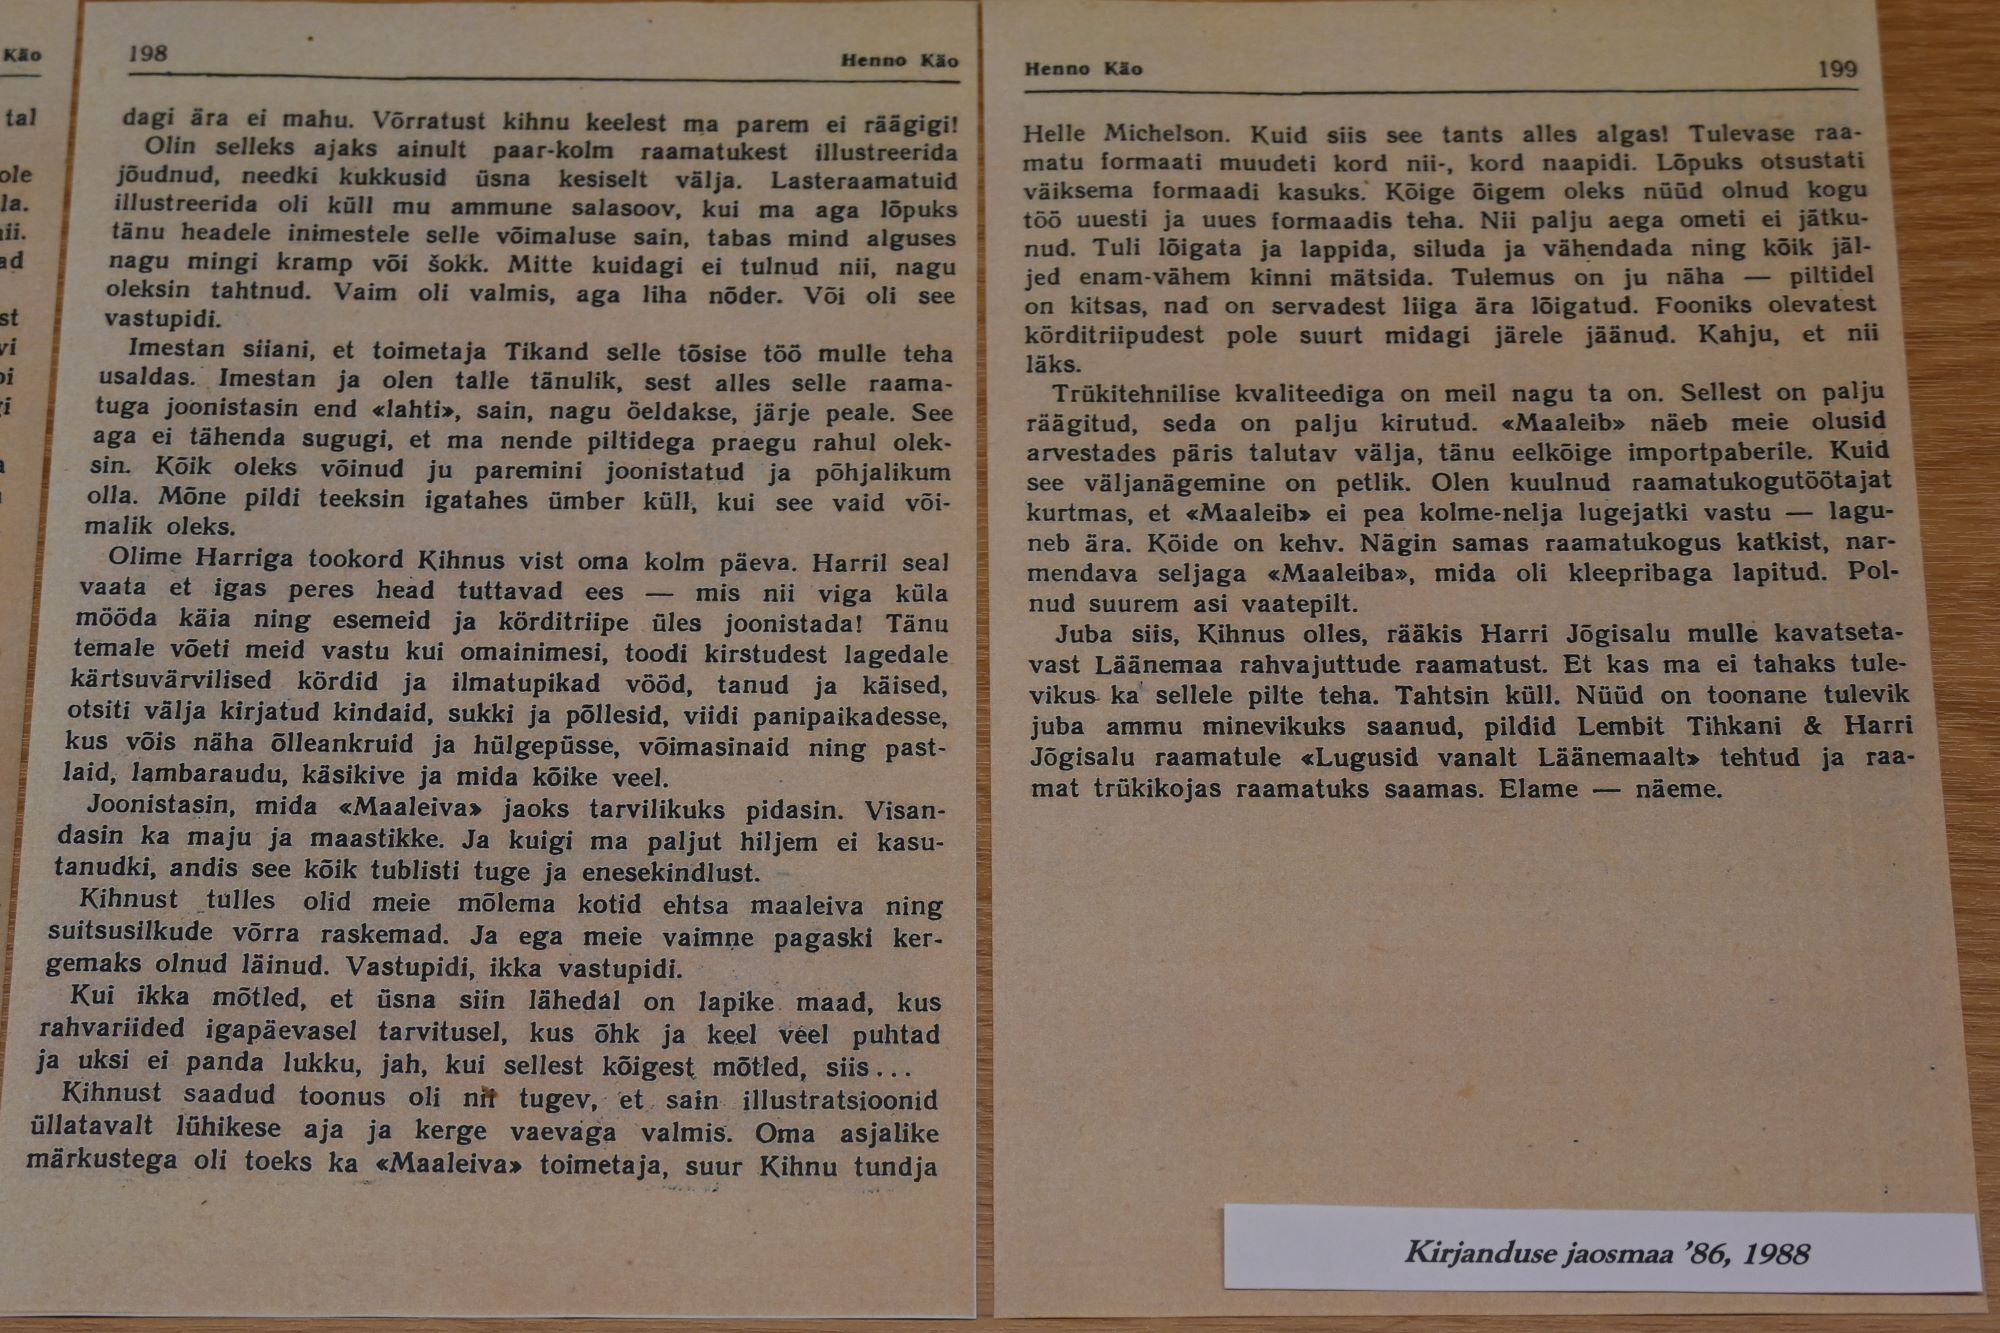 Käo
tal
ole
la.
ad
st
vi
198
Henno Käo
dagi ära ei mahu. Võrratust kihnu keelest ma parem ei räägigi!
Olin selleks ajaks ainult paar-kolm raamatukest illustreerida
jõudnud, needki kukkusid üsna kesiselt välja. Lasteraamatuid
illustreerida oli küll mu ammune salasoov, kui ma aga lõpuks
tänu headele inimestele selle võimaluse sain, tabas mind alguses
nagu mingi kramp või šokk. Mitte kuidagi ei tulnud nii, nagu
oleksin tahtnud. Vaim oli valmis, aga liha nõder. Või oli see
vastupidi.
Imestan siiani, et toimetaja Tikand selle tõsise töö mulle teha
usaldas. Imestan ja olen talle tänulik, sest alles selle raama-
tuga joonistasin end «lahti», sain, nagu öeldakse, järje peale. See
aga ei tähenda sugugi, et ma nende piltidega praegu rahul olek-
sin. Kõik oleks võinud ju paremini joonistatud ja põhjalikum
olla. Mõne pildi teeksin igatahes ümber küll, kui see vaid või-
malik oleks.
Olime Harriga tookord Kihnus vist oma kolm päeva. Harril seal
vaata et igas peres head tuttavad ees — mis nii viga küla
mööda käia ning esemeid ja körditriipe üles joonistada! Tänu
temale võeti meid vastu kui omainimesi, toodi kirstudest lagedale
kärtsuvärvilised kördid ja ilmatupikad vööd, tanud ja käised,
otsiti välja kirjatud kindaid, sukki ja põllesid, viidi panipaikadesse,
kus võis näha õlleankruid ja hülgepüsse, võimasinaid ning past-
laid, lambaraudu, käsikive ja mida kõike veel.
Joonistasin, mida «Maaleiva» jaoks tarvilikuks pidasin. Visan-
dasin ka maju ja maastikke. Ja kuigi ma paljut hiljem ei kasu-
tanudki, andis see kõik tublisti tuge ja enesekindlust.
Kihnust tulles olid meie mõlema kotid ehtsa maaleiva ning
suitsusilkude võrra raskemad. Ja ega meie vaimne pagaski ker-
gemaks olnud läinud. Vastupidi, ikka vastupidi.
Kui ikka mõtled, et üsna siin lähedal on lapike maad, kus
rahvariided igapäevasel tarvitusel, kus õhk ja keel veel puhtad
ja uksi ei panda lukku, jah, kui sellest kõigest mõtled, siis...
Kihnust saadud toonus oli nii tugev, et sain illustratsioonid
üllatavalt lühikese aja ja kerge vaevaga valmis. Oma asjalike
märkustega oli toeks ka «Maaleiva» toimetaja, suur Kihnu tundja
Henno Käo
199
Helle Michelson. Kuid siis see tants alles algas! Tulevase raa-
matu formaati muudeti kord nii-, kord naapidi. Lõpuks otsustati
väiksema formaadi kasuks. Kõige õigem oleks nüüd olnud kogu
töö uuesti ja uues formaadis teha. Nii palju aega ometi ei jätku-
nud. Tuli lõigata ja lappida, siluda ja vähendada ning kõik jäl-
jed enam-vähem kinni mätsida. Tulemus on ju näha — piltidel
on kitsas, nad on servadest liiga ära lõigatud. Fooniks olevatest
körditriipudest pole suurt midagi järele jäänud. Kahju, et nii
läks.
Trükitehnilise kvaliteediga on meil nagu ta on. Sellest on palju
räägitud, seda on palju kirutud. «Maaleib» näeb meie olusid
arvestades päris talutav välja, tänu eelkõige importpaberile. Kuid
see väljanägemine on petlik. Olen kuulnud raamatukogutöötajat
kurtmas, et «Maaleib» ei pea kolme-nelja lugejatki vastu — lagu-
neb ära. Köide on kehv. Nägin samas raamatukogus katkist, nar-
mendava seljaga «Maaleiba», mida oli kleepribaga lapitud. Pol-
nud suurem asi vaatepilt.
Juba siis, Kihnus olles, rääkis Harri Jõgisalu mulle kavatseta-
vast Läänemaa rahvajuttude raamatust. Et kas ma ei tahaks tule-
vikus ka sellele pilte teha. Tahtsin küll. Nüüd on toonane tulevik
juba ammu minevikuks saanud, pildid Lembit Tihkani & Harri
Jõgisalu raamatule «Lugusid vanalt Läänemaalt» tehtud ja raa-
mat trükikojas raamatuks saamas. Elame — näeme.
Kirjanduse jaosmaa ’86, 1988